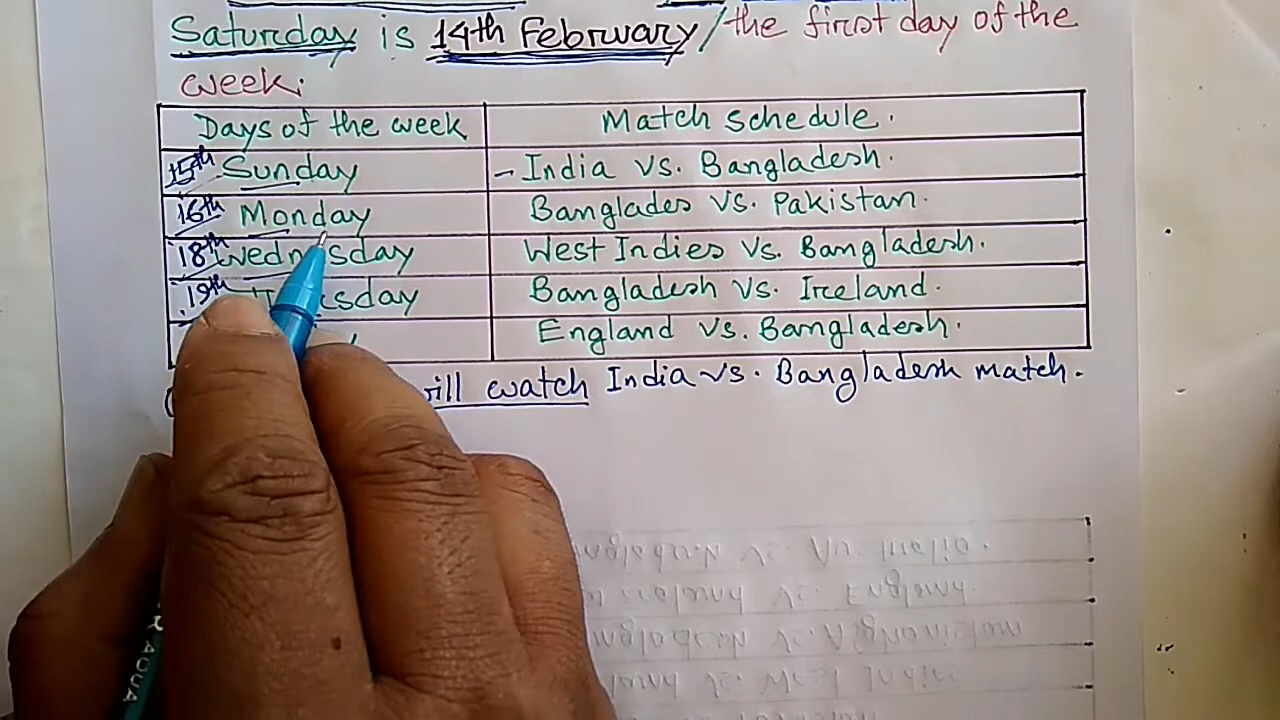 Saturday is 14th February/the first day of the
week.
Days of the week Match schedule.
15th Sunday - India vs. Bangladesh.
16th Monday Banglades vs. Pakistan.
18th Wednesday West Indies vs. Bangladesh.
19th Bangladesh vs. Ireland.
England vs. Bangladesh.
watch India vs. Bangladesh match.